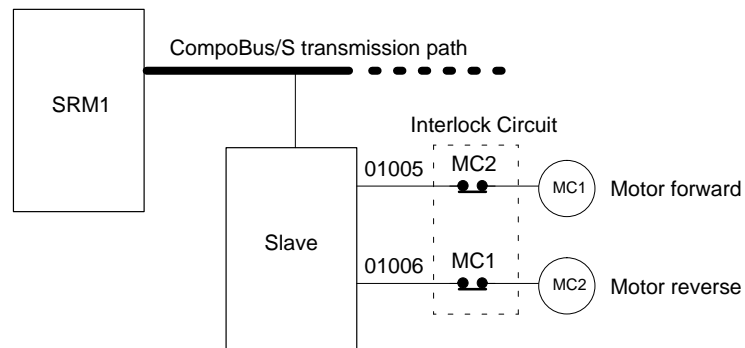 CompoBus/S transmission path
SRM1
Interlock Circuit
01005
MC2
MC1
Motor forward
Slave
01006
MC1
MC2
Motor reverse